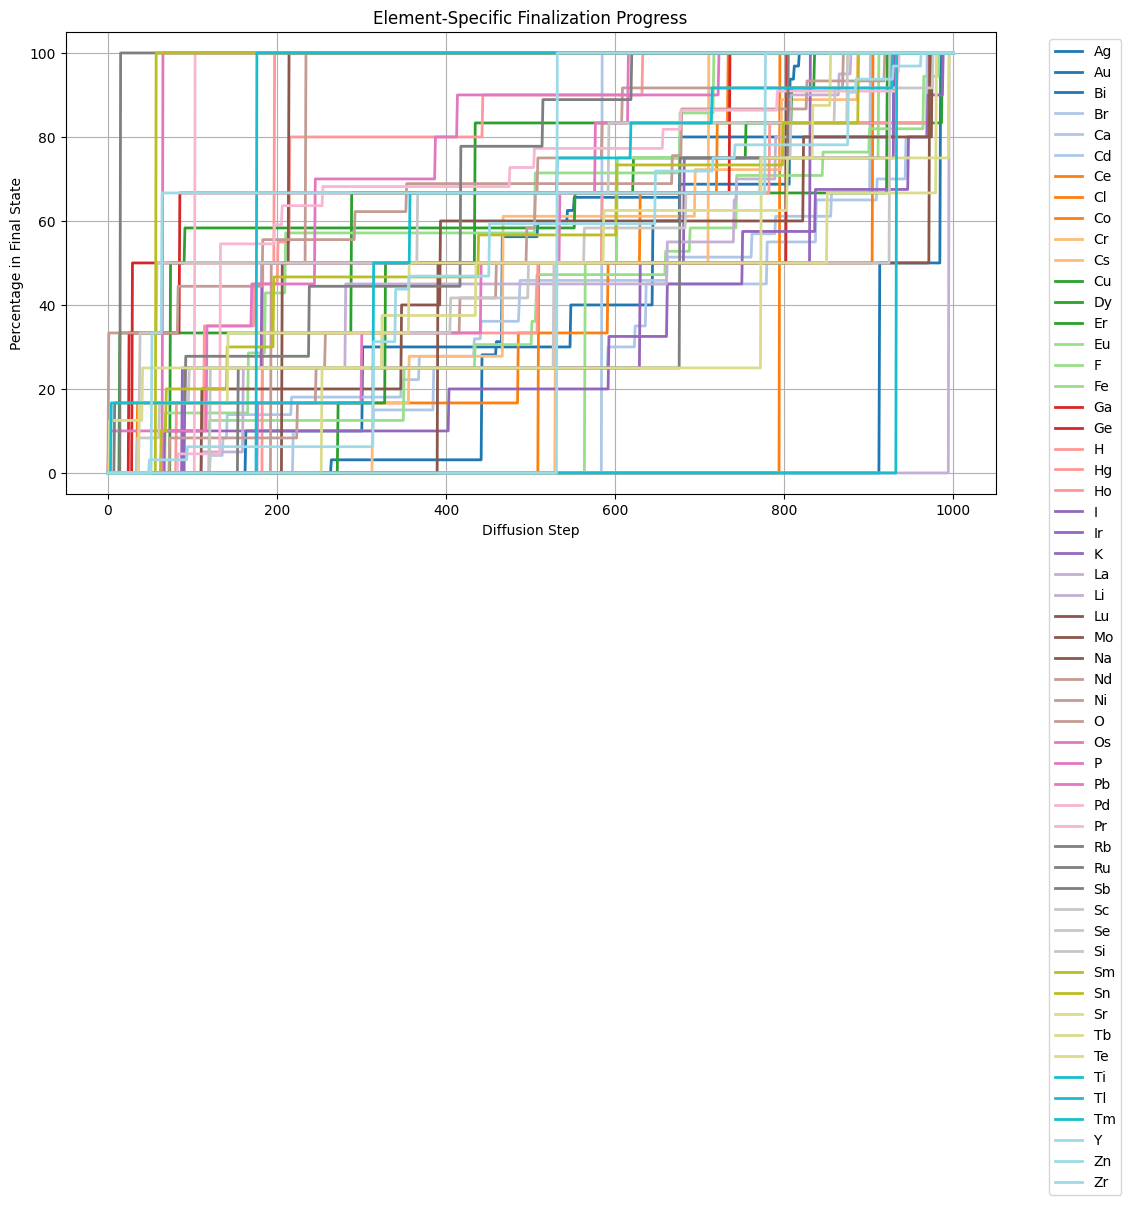 Element-Specific Finalization Progress
Percentage in Final State
100
80
60
40
20
0
0
200
400
600
800
1000
Diffusion Step
Ag
Au
Bi
Br
Ca
Cd
Ce
Cl
Co
Cr
Cs
Cu
Dy
Er
Eu
F
Fe
Ga
Ge
H
Hg
Ho
I
Ir
K
La
Li
Lu
Mo
Na
Nd
Ni
O
Os
P
Pb
Pd
Pr
Rb
Ru
Sb
Sc
Se
Si
Sm
Sn
Sr
Tb
Te
Ti
Tl
Tm
Y
Zn
Zr